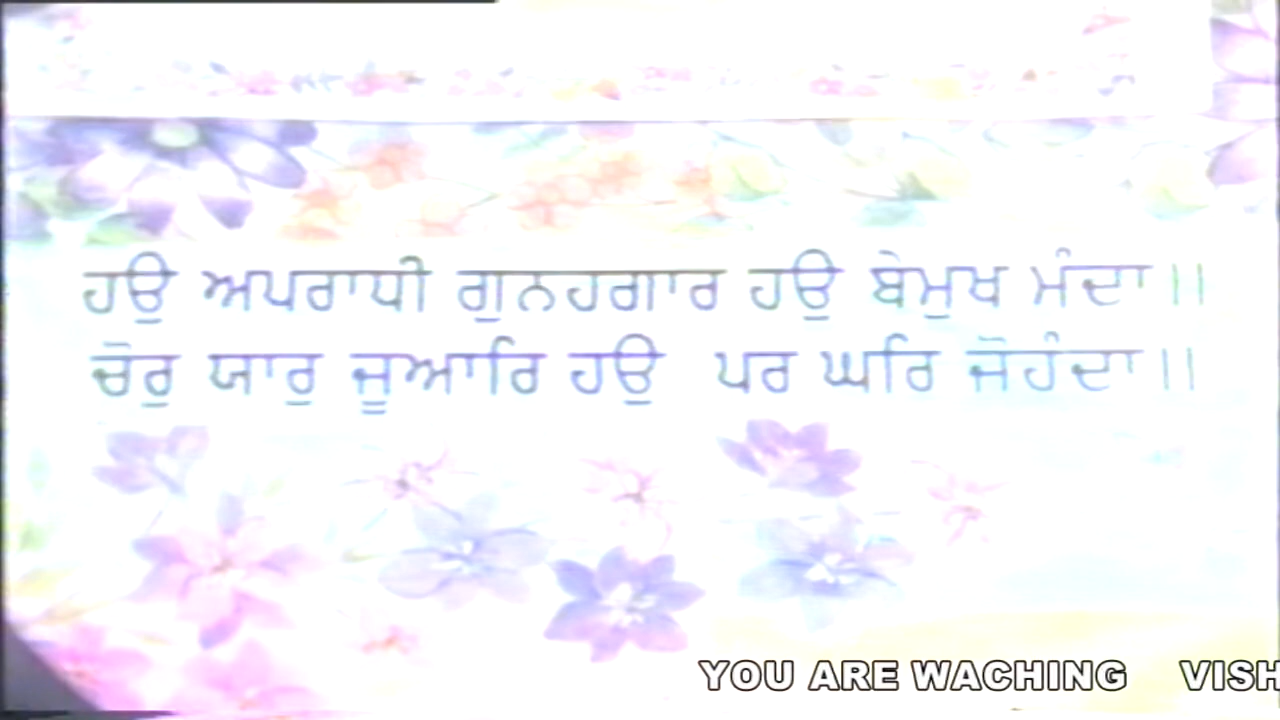 ਹਉ ਅਪਰਾਧੀ ਗੁਨਹਗਾਰ ਹਉ ਬੇਮੁਖ ਮੰਦਾ॥
ਚੋਰੁ ਯਾਰੁ ਜੂਆਰਿ ਹਉ ਪਰ ਘਰਿ ਜੋਹੰਦਾ॥
YOU ARE WACHING VISH